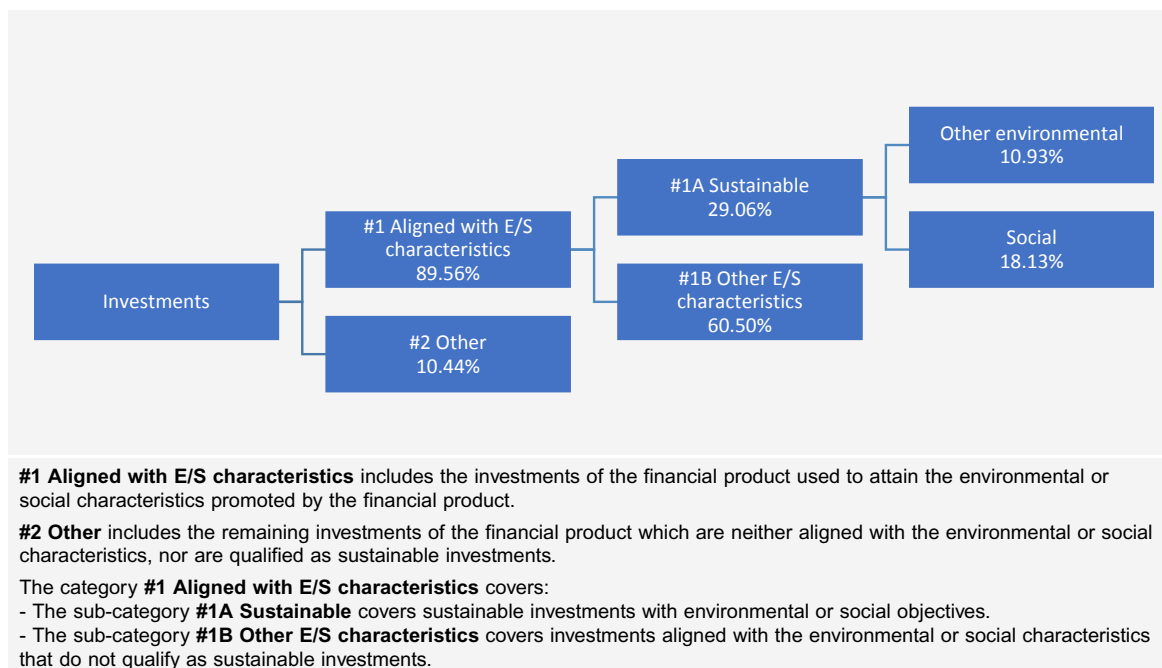 Investments
#1 Aligned with E/S
characteristics
89.56%
#2 Other
10.44%
#1A Sustainable
29.06%
#1B Other E/S
characteristics
60.50%
Other environmental
10.93%
Social
18.13%
#1 Aligned with E/S characteristics includes the investments of the financial product used to attain the environmental or
social characteristics promoted by the financial product.
#2 Other includes the remaining investments of the financial product which are neither aligned with the environmental or social
characteristics, nor are qualified as sustainable investments.
The category #1 Aligned with E/S characteristics covers:
- The sub-category #1A Sustainable covers sustainable investments with environmental or social objectives.
- The sub-category #1B Other E/S characteristics covers investments aligned with the environmental or social characteristics
that do not qualify as sustainable investments.